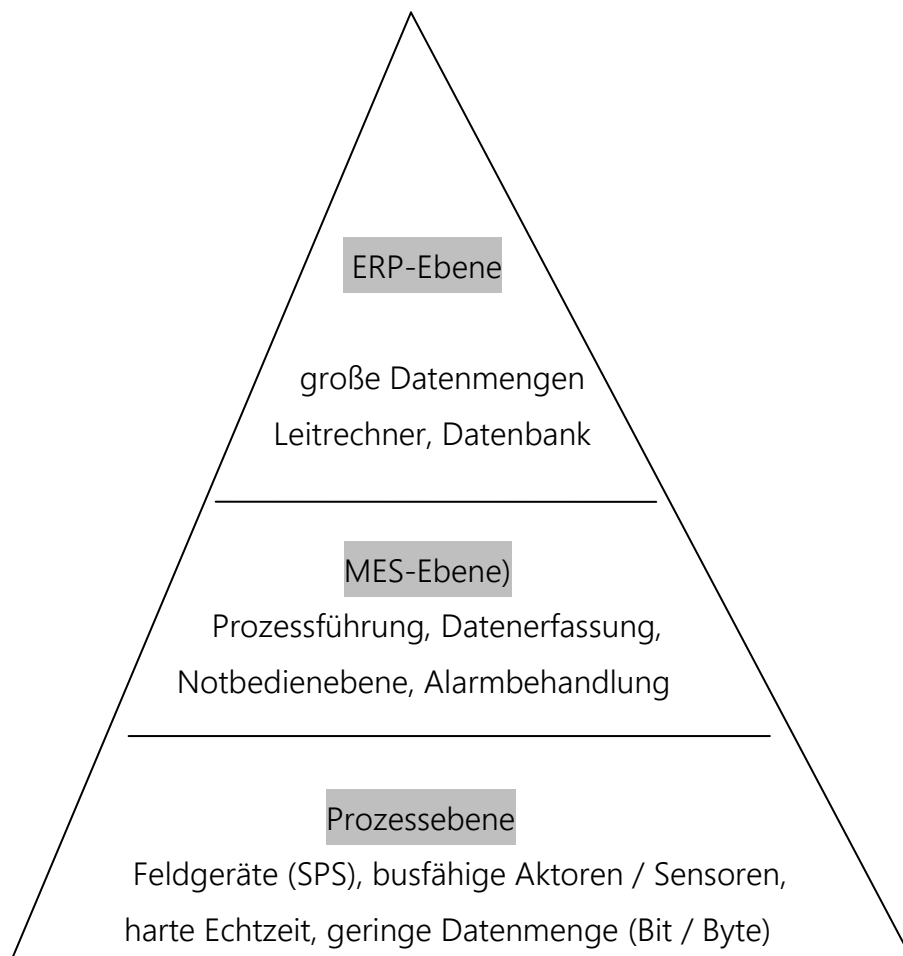 ERP-Ebene
große Datenmengen
Leitrechner, Datenbank
MES-Ebene)
Prozessführung, Datenerfassung,
Notbedienebene, Alarmbehandlung
Prozessebene
Feldgeräte (SPS), busfähige Aktoren / Sensoren,
harte Echtzeit, geringe Datenmenge (Bit / Byte)